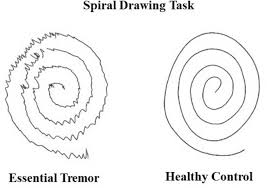 Spiral Drawing Task
Essential Tremor
Healthy Control